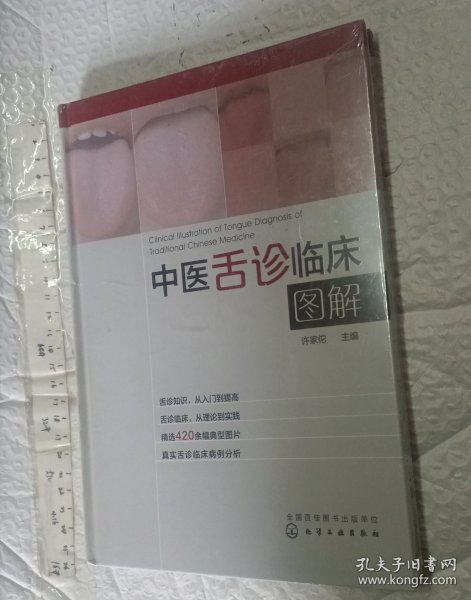 Clinical Illustration of Tongue Diagnosis of
Traditional Chinese Medicine
中医舌诊临床
图解
许家佗 主编
舌诊知识，从入门到提高
舌诊临床，从理论到实践
精选420余幅典型图片
真实舌诊临床病例分析
全国百佳图书出版单位
化学工业出版社
孔夫子旧书网
www.kongfz.com